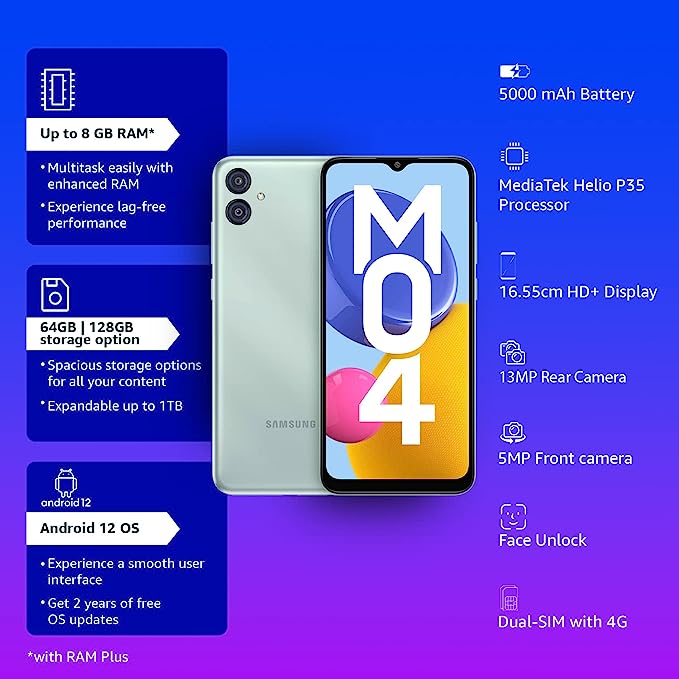 Up to 8 GB RAM*
• Multitask easily with
enhanced RAM
• Experience lag-free
performance
64GB | 128GB
storage option
• Spacious storage options
for all your content
• Expandable up to 1TB
android 12
Android 12 OS
• Experience a smooth user
interface
• Get 2 years of free
OS updates
*with RAM Plus
SAMSUNG
M04
5000 mAh Battery
MediaTek Helio P35
Processor
16.55cm HD+ Display
13MP Rear Camera
5MP Front camera
Face Unlock
Dual-SIM with 4G